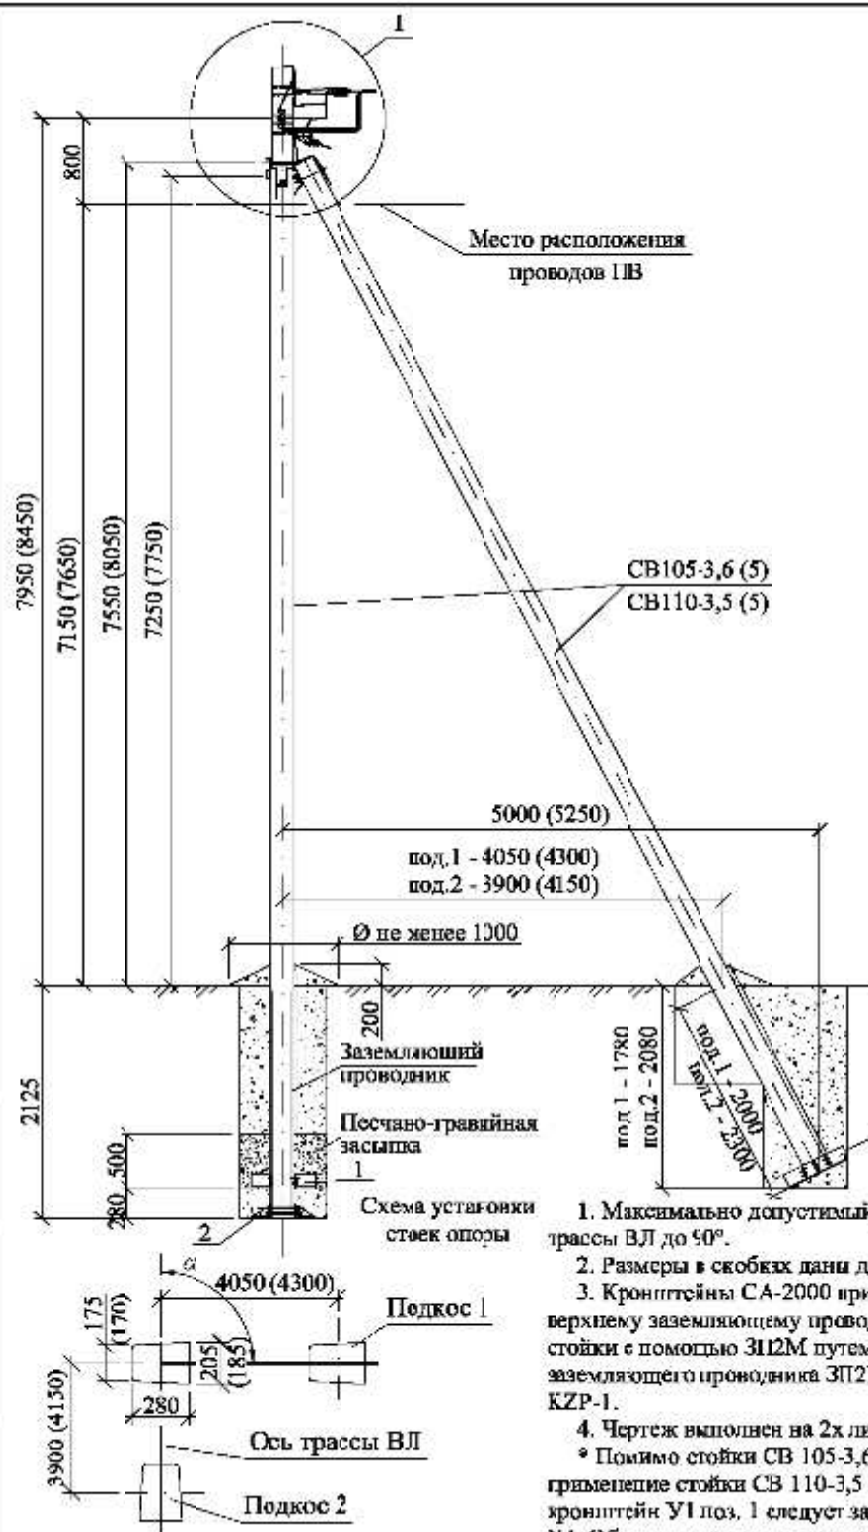 1
800
Место расположения
проводов ПВ
7950 (8450)
7150 (7650)
7550 (8050)
7250 (7750)
СВ105-3,6 (5)
СВ110-3,5 (5)
5000 (5250)
под.1 - 4050 (4300)
под.2 - 3900 (4150)
Ø не менее 1000
200
2125
Заземляющий
проводник
Песчано-гравийная
засыпка
500
280
1
2
под.1 - 1780
под.2 - 2080
под.1 - 2000
под.2 - 2300
Схема установки
стоек опоры
α
4050 (4300)
175
(170)
205
(185)
280
3900 (4150)
Подкос 1
Ось трассы ВЛ
Подкос 2
1. Максимально допустимый
трассы ВЛ до 90°.
2. Размеры в скобках даны д
3. Кронштейны СА-2000 при
верхнему заземляющему провод
стойки с помощью ЗП2М путем
заземляющего проводника ЗП2
KZP-1.
4. Чертеж выполнен на 2х ли
* Помимо стойки СВ 105-3,6
применение стойки СВ 110-3,5
кронштейн У1 поз. 1 следует за